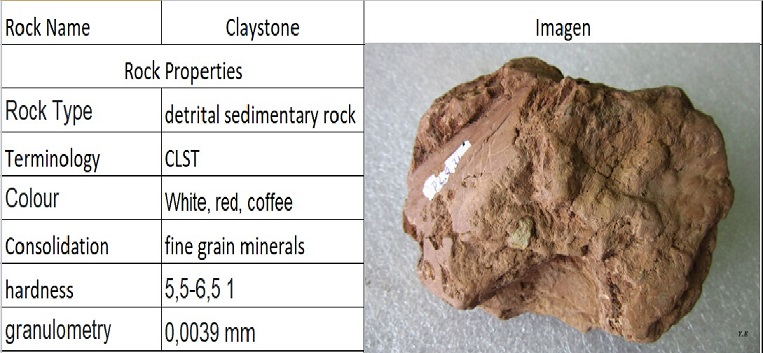 Rock Name Claystone Imagen
Rock Properties
Rock Type detrital sedimentary rock
Terminology CLST
Colour White, red, coffee
Consolidation fine grain minerals
hardness 5,5-6,5 1
granulometry 0,0039 mm
Y.R